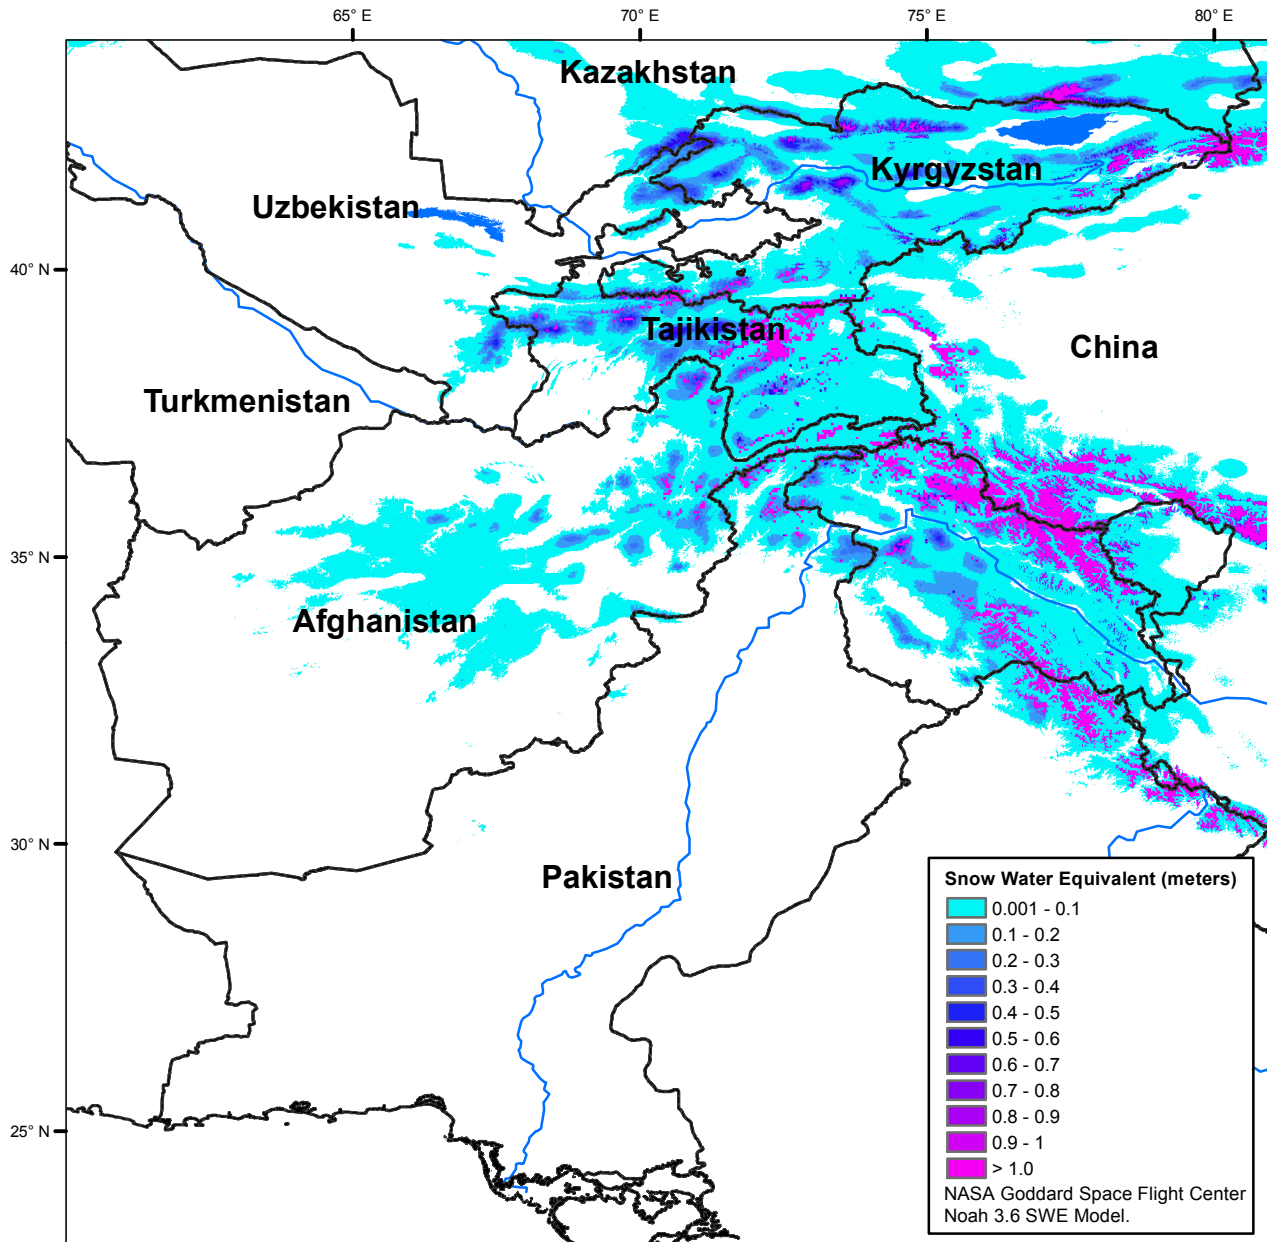 65° E
70° E
75° E
80° E
Kazakhstan
Kyrgyzstan
Uzbekistan
40° N
Tajikistan
China
Turkmenistan
35° N
Afghanistan
30° N
Pakistan
25° N
Snow Water Equivalent (meters)
0.001 - 0.1
0.1 - 0.2
0.2 - 0.3
0.3 - 0.4
0.4 - 0.5
0.5 - 0.6
0.6 - 0.7
0.7 - 0.8
0.8 - 0.9
0.9 - 1
> 1.0
NASA Goddard Space Flight Center
Noah 3.6 SWE Model.